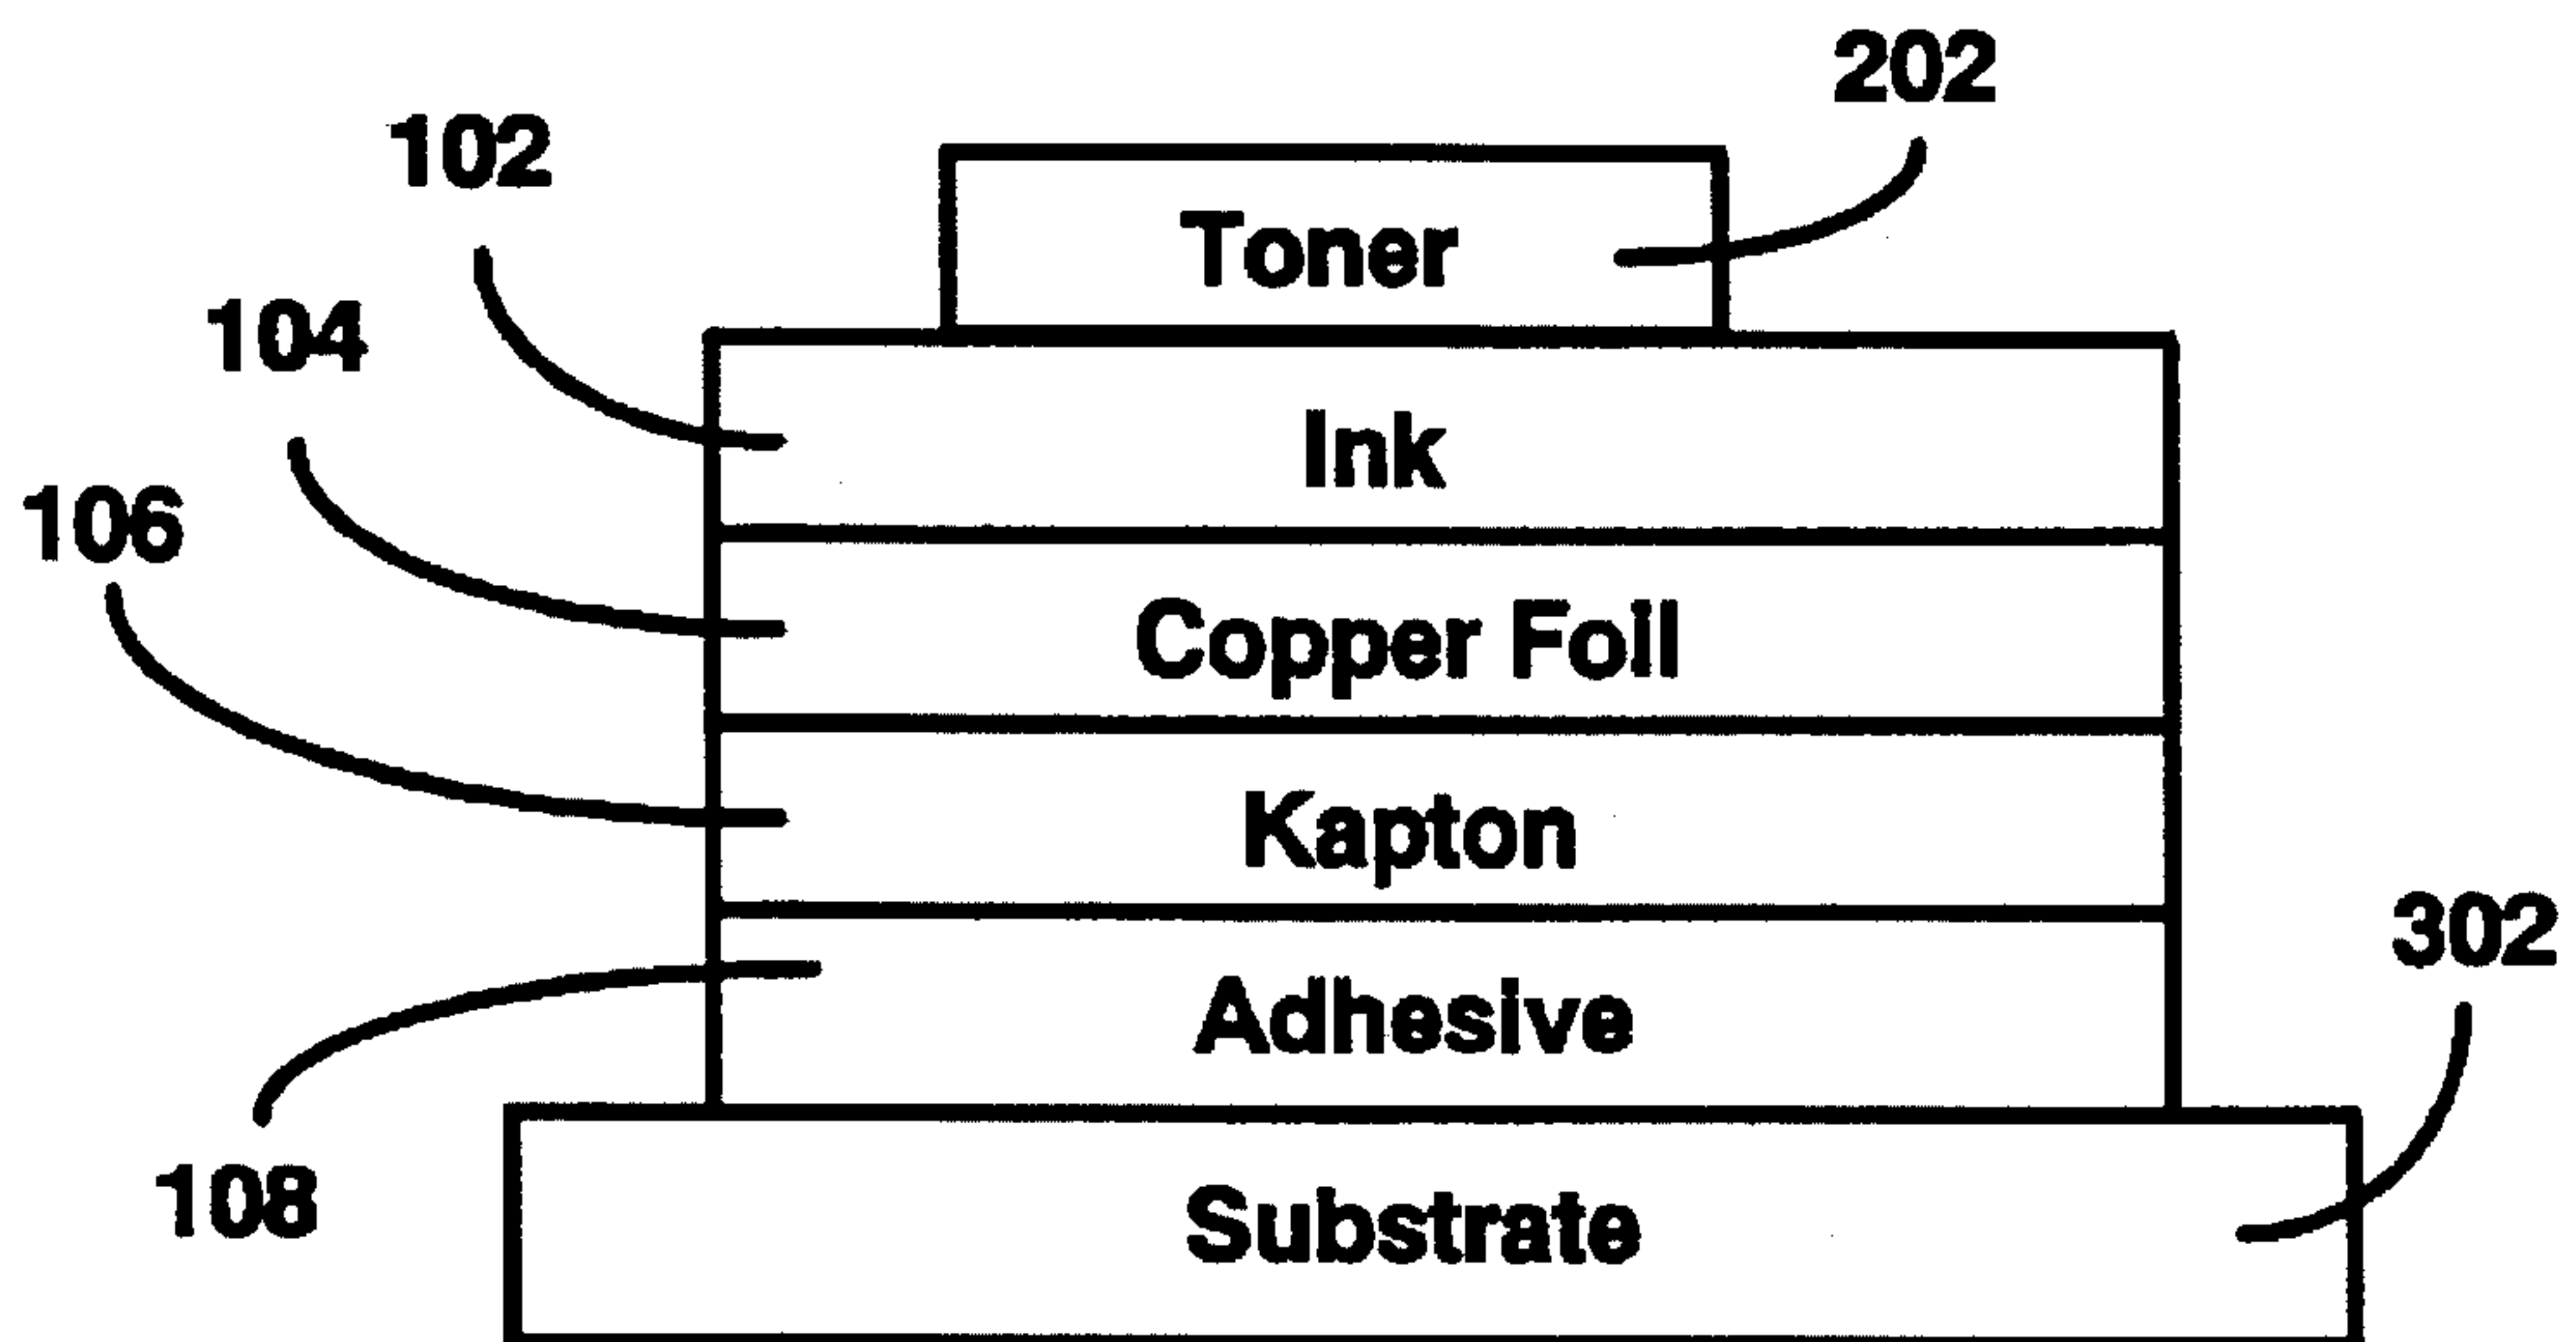 202
102
Toner
104
Ink
106
Copper Foil
Kapton
302
Adhesive
108
Substrate